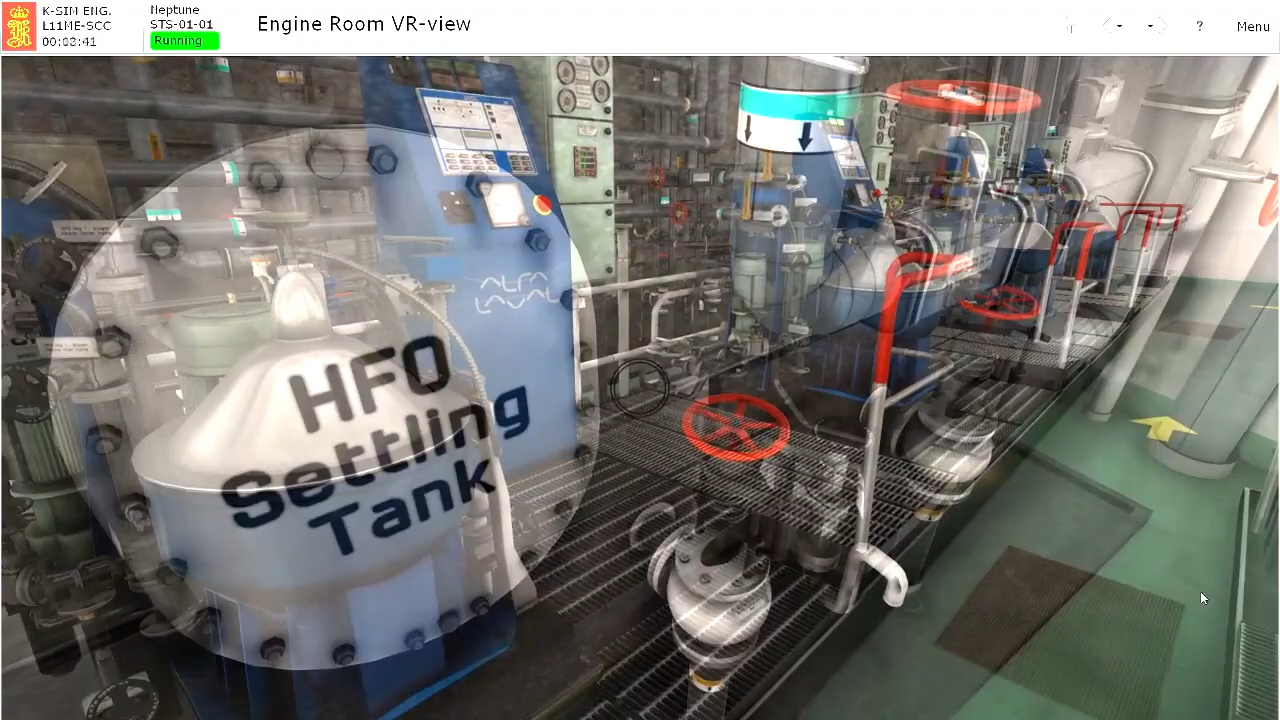 K-SIM ENG.
L11ME-SCC
00:03:41
Neptune
STS-01-01
Running
Engine Room VR-view
?
Menu
ALFA
LAVAL
HFO
Settling
Tank